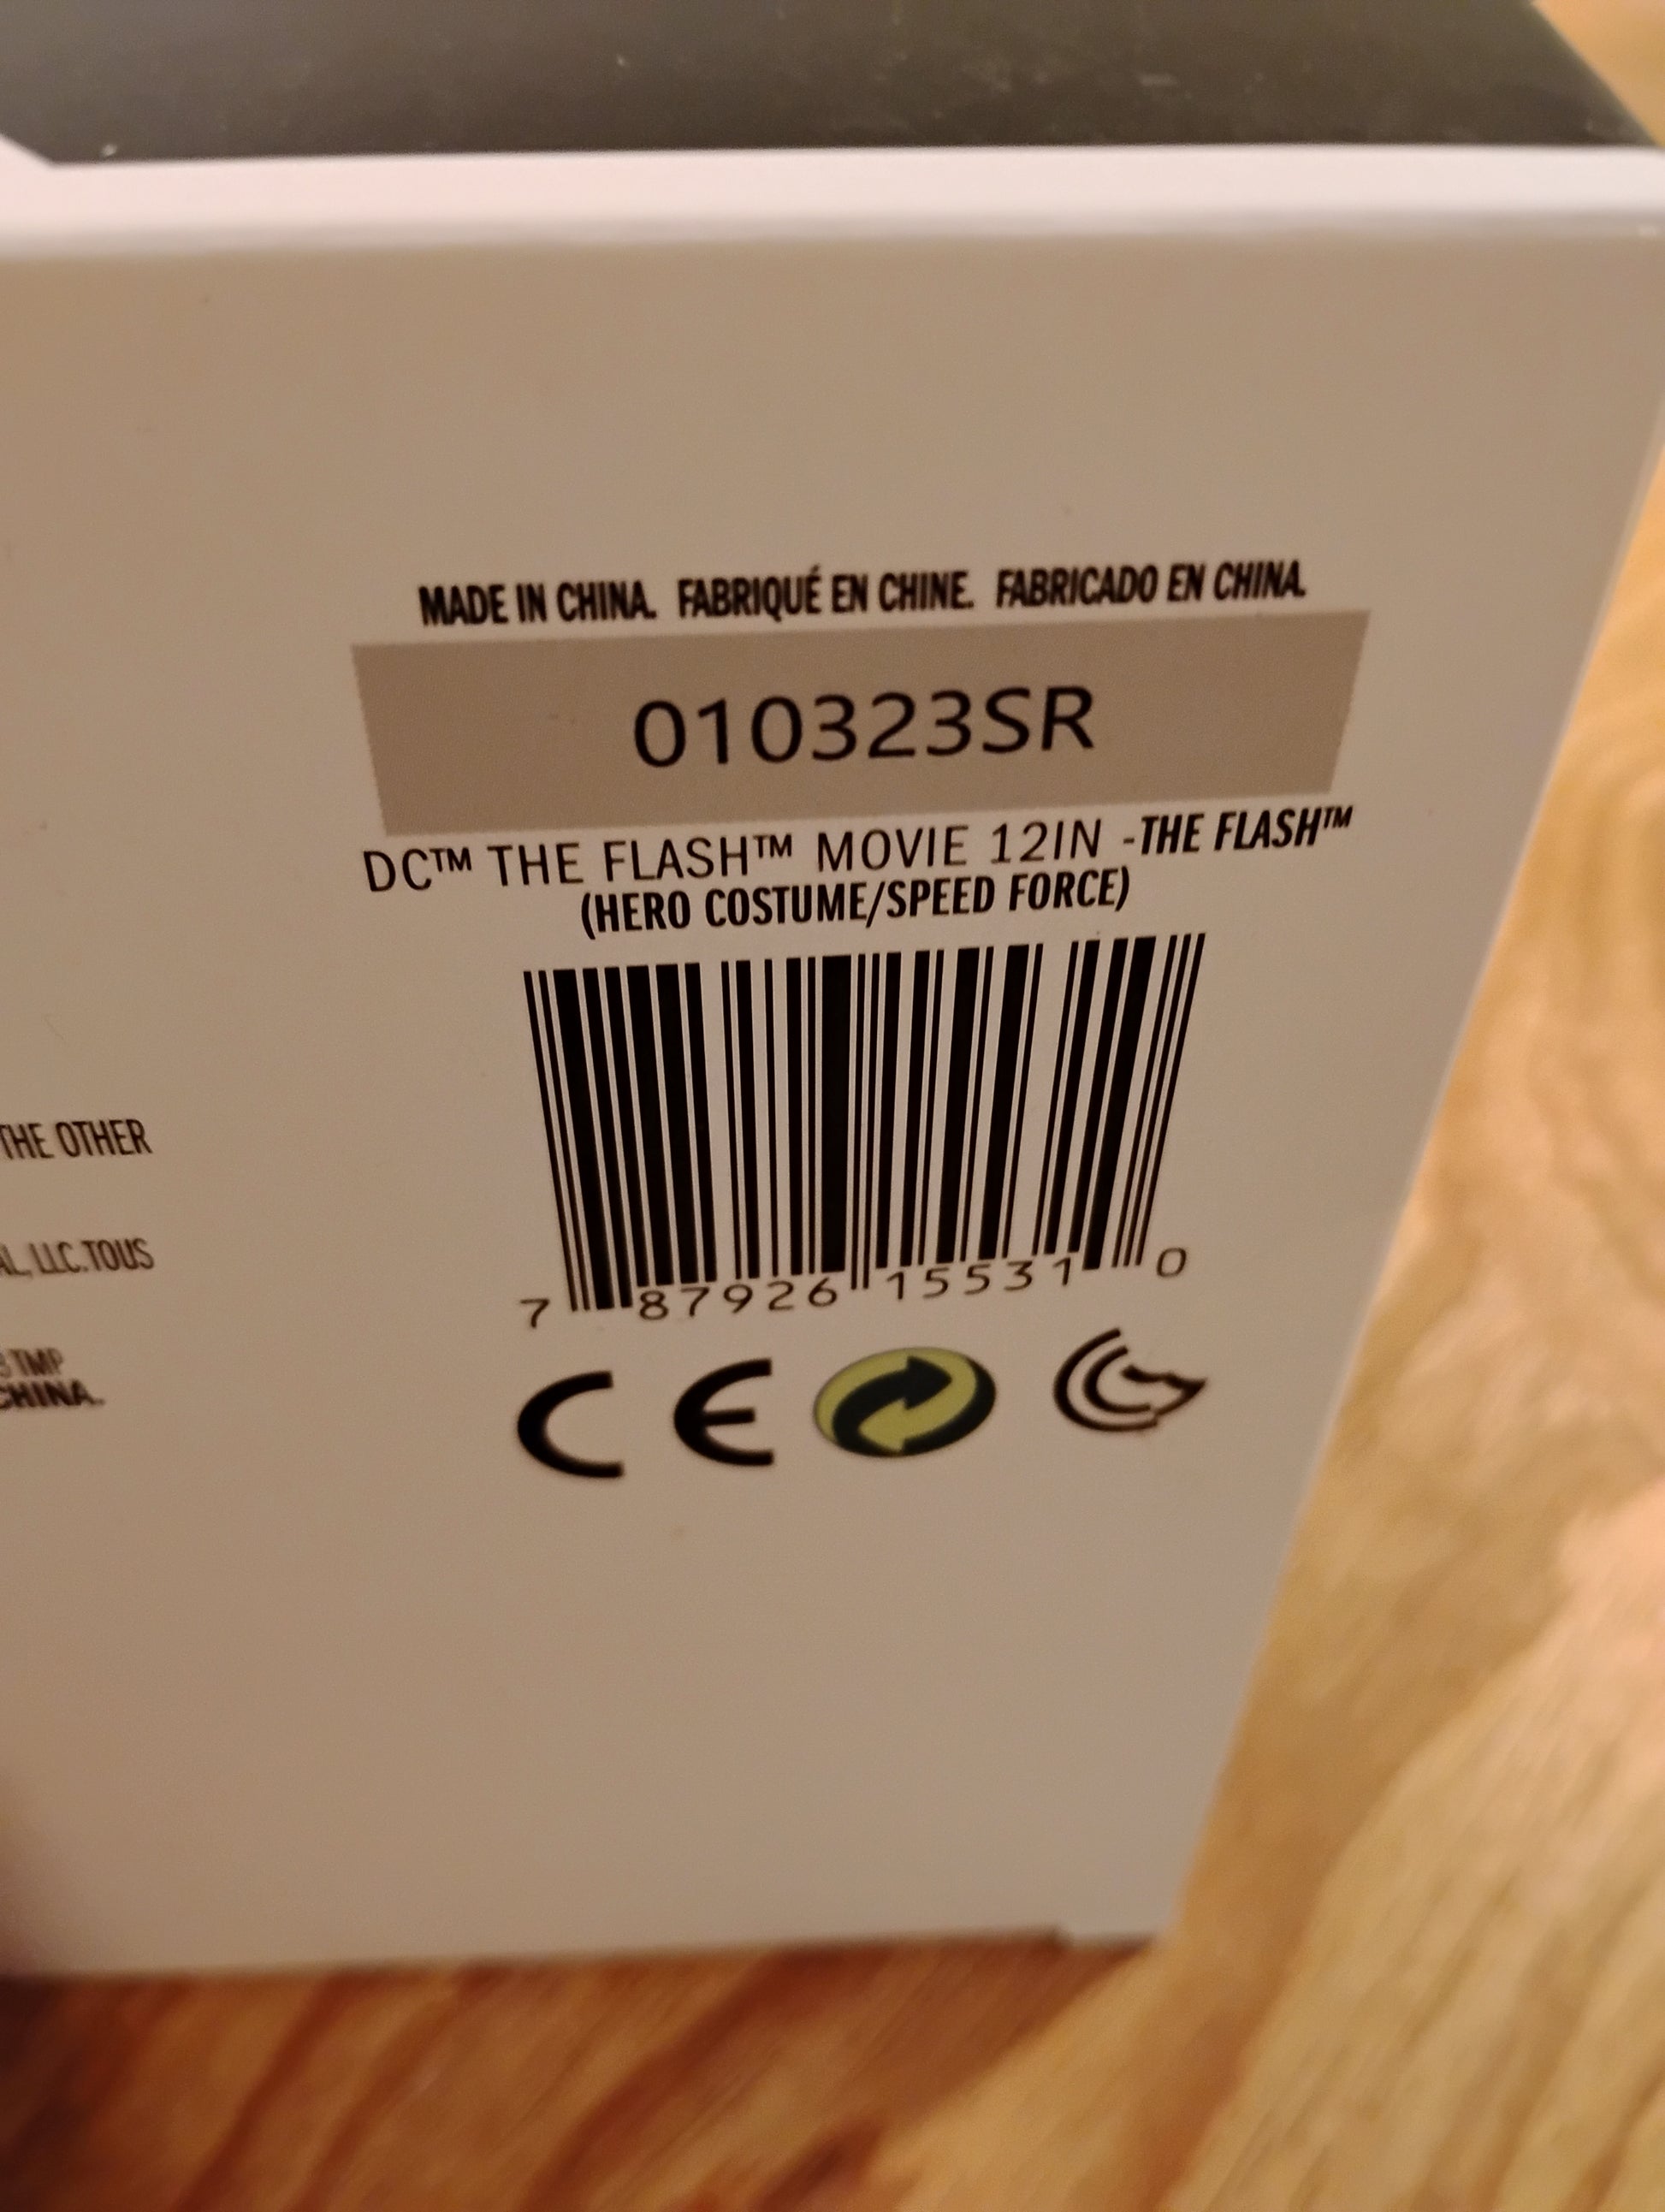 MADE IN CHINA. FABRIQUÉ EN CHINE. FABRICADO EN CHINA.
010323SR
DC™ THE FLASH™ MOVIE 12IN -THE FLASH™
(HERO COSTUME/SPEED FORCE)
7 87926 15531 0
CE
THE OTHER
LLC.TOUS
TMP
CHINA.